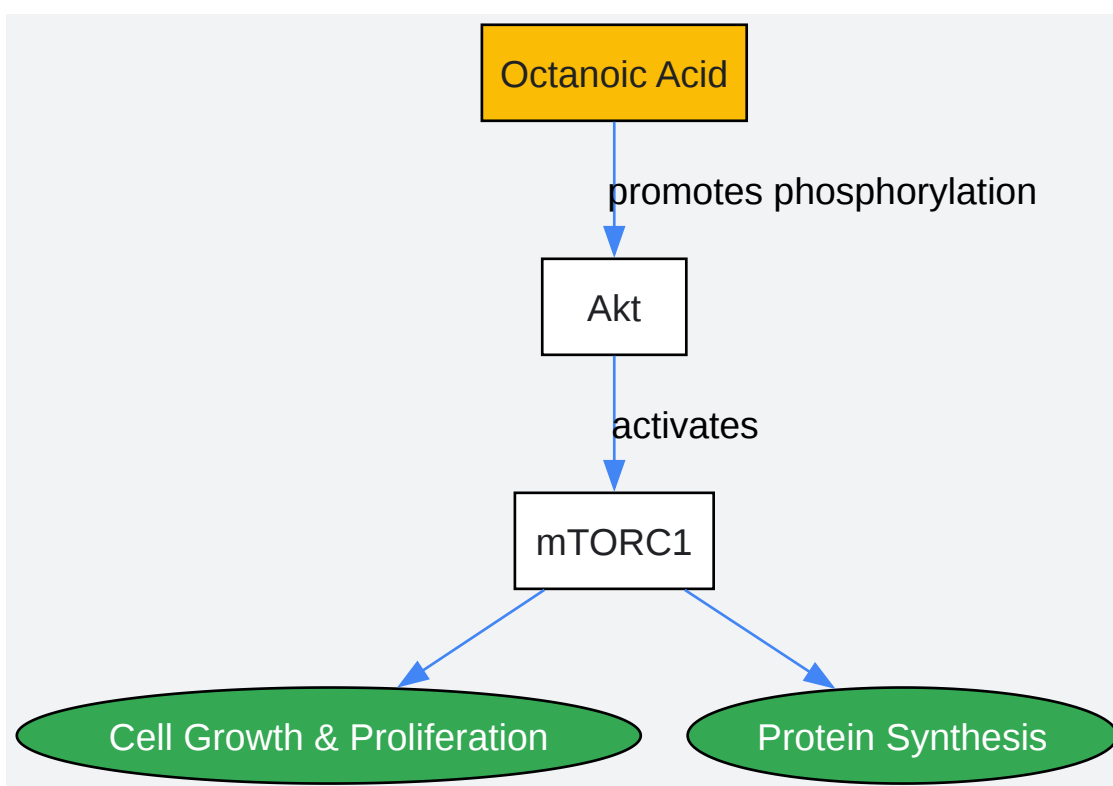 Octanoic Acid
promotes phosphorylation
Akt
activates
mTORC1
Cell Growth & Proliferation
Protein Synthesis